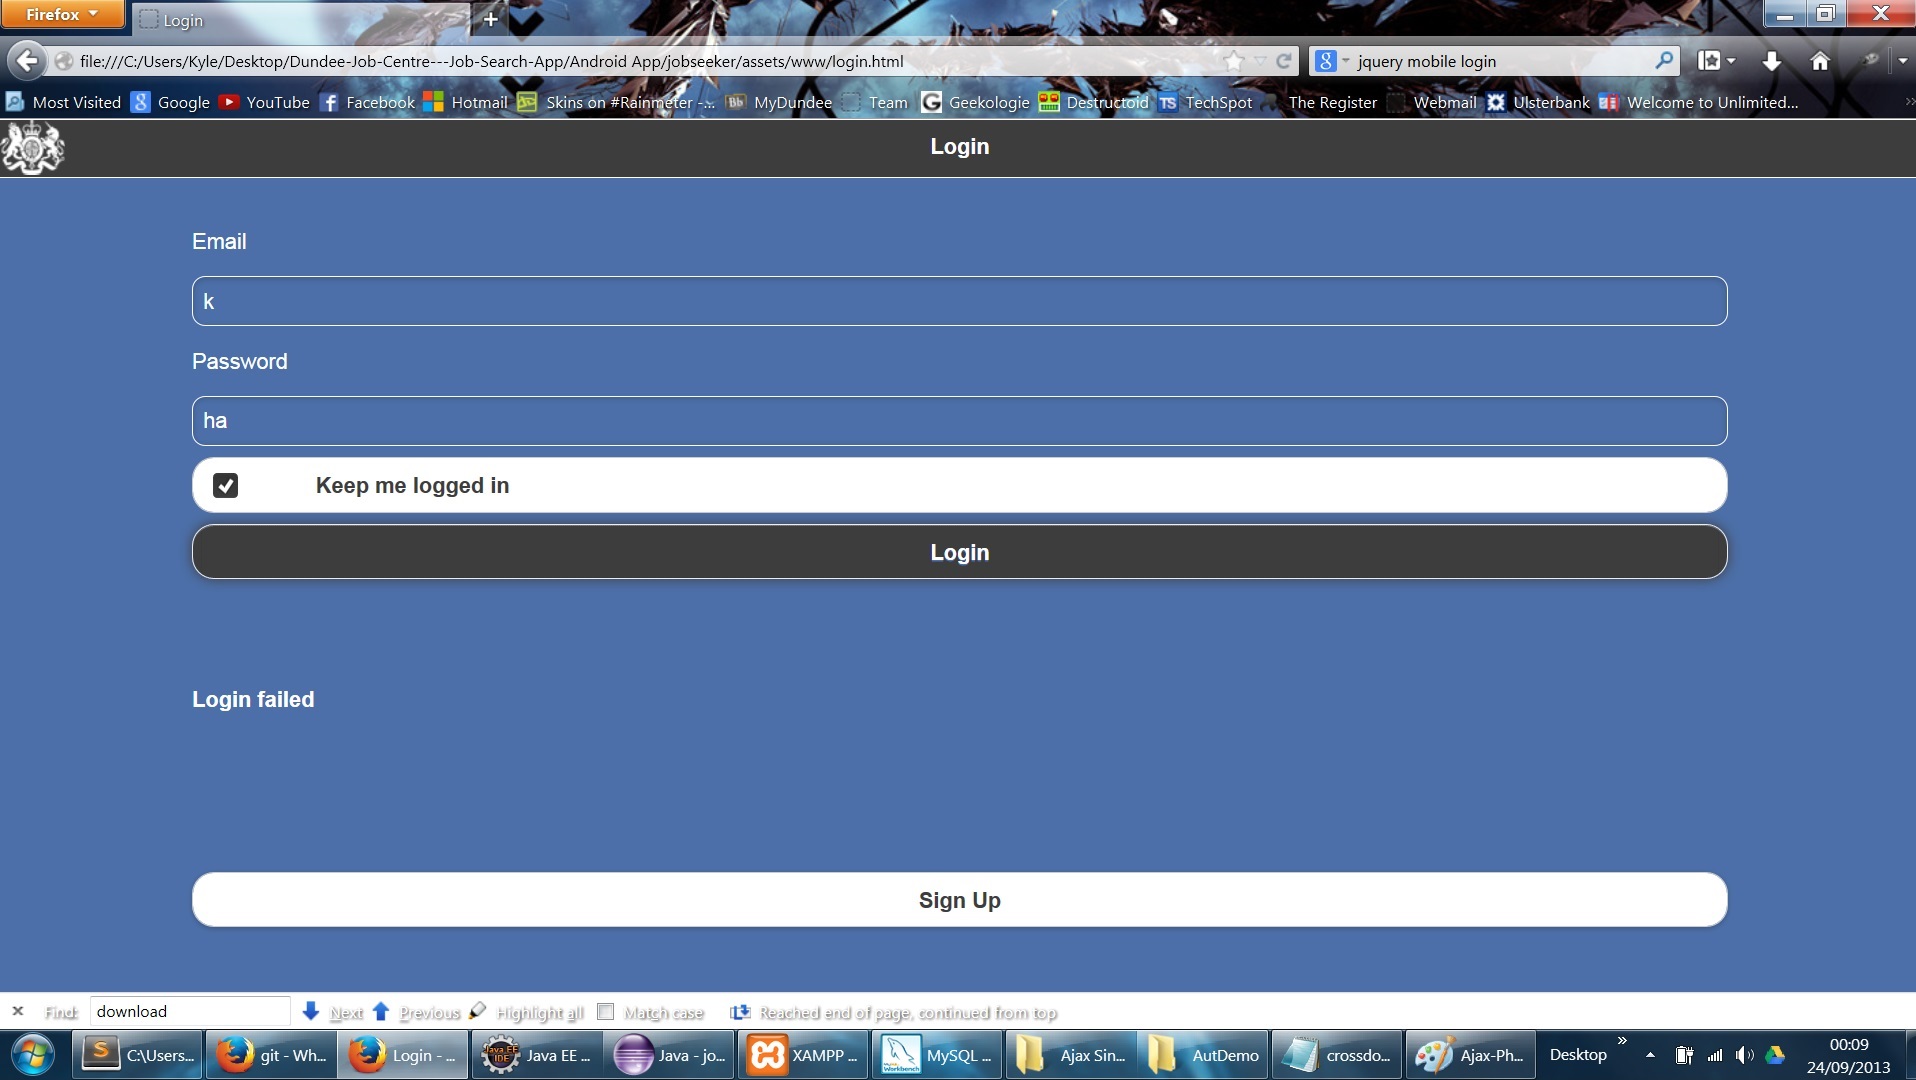 Firefox
Login
file:///C:/Users/Kyle/Desktop/Dundee-Job-Centre---Job-Search-App/Android App/jobseeker/assets/www/login.html
jquery mobile login
Most Visited Google YouTube Facebook Hotmail Skins on #Rainmeter -... MyDundee Team Geekologie Destructoid TechSpot The Register Webmail Ulsterbank Welcome to Unlimited...
Login
Email
k
Password
ha
Keep me logged in
Login
Login failed
Sign Up
Find: download Next Previous Highlight all Match case Reached end of page, continued from top
C:\Users... git - Wh... Login - ... Java EE ... Java - jo... XAMPP ... MySQL ... Ajax Sin... AutDemo crossdo... Ajax-Ph... Desktop
00:09
24/09/2013